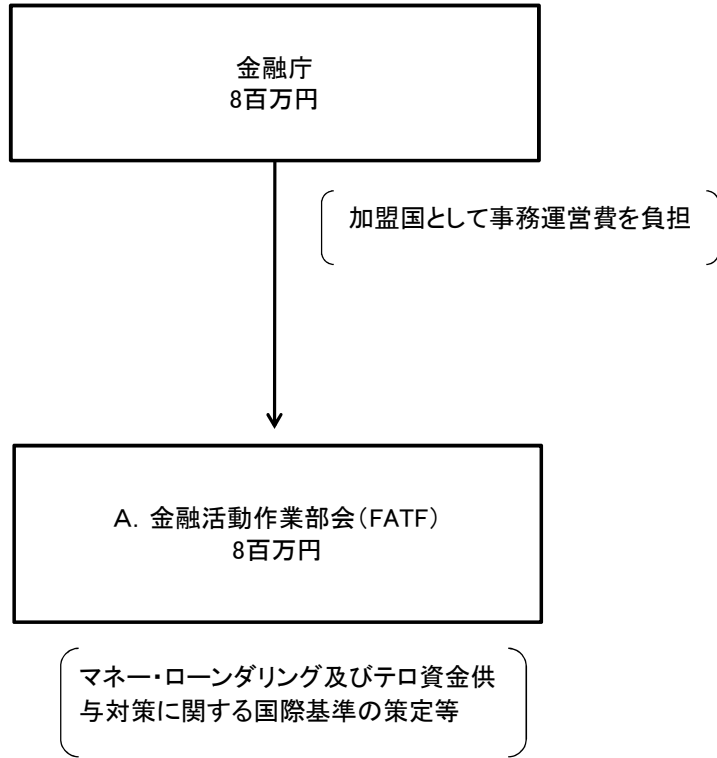 金融庁
8百万円
加盟国として事務運営費を負担
A. 金融活動作業部会(FATF)
8百万円
マネー・ローンダリング及びテロ資金供
与対策に関する国際基準の策定等